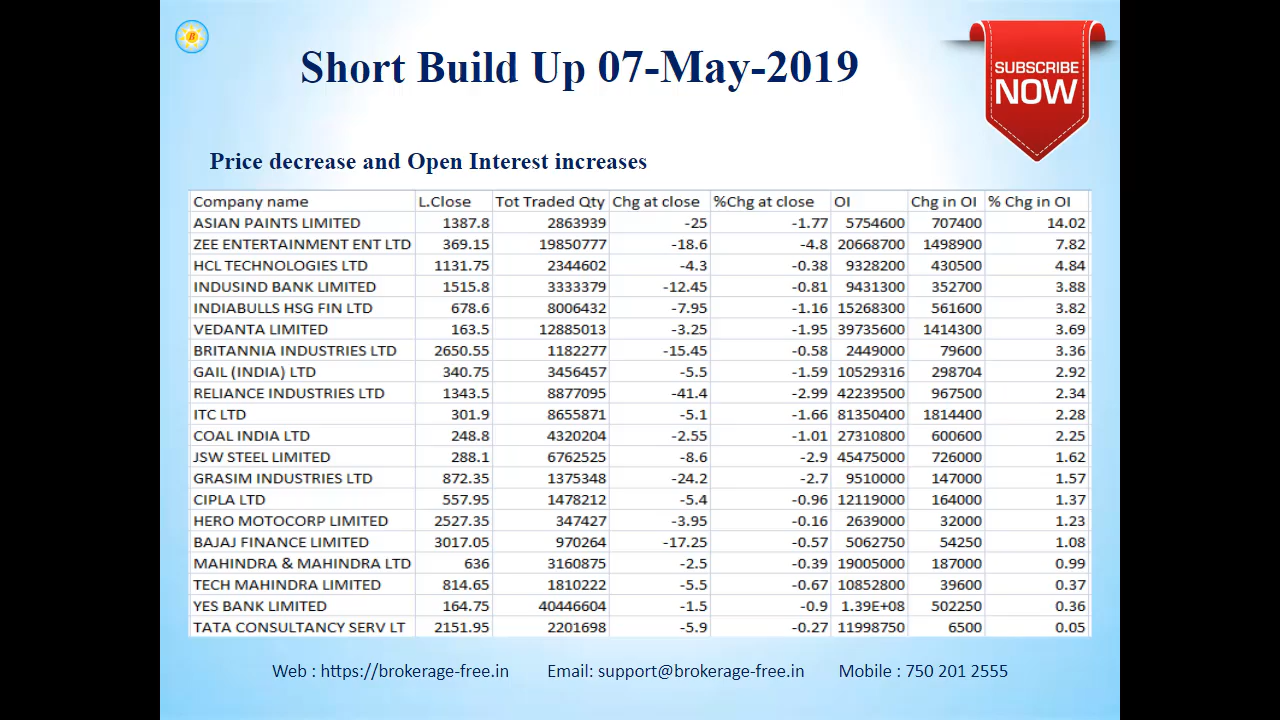 B
Short Build Up 07-May-2019
SUBSCRIBE
NOW
Price decrease and Open Interest increases
Company name L.Close Tot Traded Qty Chg at close %Chg at close OI Chg in OI % Chg in OI
ASIAN PAINTS LIMITED 1387.8 2863939 -25 -1.77 5754600 707400 14.02
ZEE ENTERTAINMENT ENT LTD 369.15 19850777 -18.6 -4.8 20668700 1498900 7.82
HCL TECHNOLOGIES LTD 1131.75 2344602 -4.3 -0.38 9328200 430500 4.84
INDUSIND BANK LIMITED 1515.8 3333379 -12.45 -0.81 9431300 352700 3.88
INDIABULLS HSG FIN LTD 678.6 8006432 -7.95 -1.16 15268300 561600 3.82
VEDANTA LIMITED 163.5 12885013 -3.25 -1.95 39735600 1414300 3.69
BRITANNIA INDUSTRIES LTD 2650.55 1182277 -15.45 -0.58 2449000 79600 3.36
GAIL (INDIA) LTD 340.75 3456457 -5.5 -1.59 10529316 298704 2.92
RELIANCE INDUSTRIES LTD 1343.5 8877095 -41.4 -2.99 42239500 967500 2.34
ITC LTD 301.9 8655871 -5.1 -1.66 81350400 1814400 2.28
COAL INDIA LTD 248.8 4320204 -2.55 -1.01 27310800 600600 2.25
JSW STEEL LIMITED 288.1 6762525 -8.6 -2.9 45475000 726000 1.62
GRASIM INDUSTRIES LTD 872.35 1375348 -24.2 -2.7 9510000 147000 1.57
CIPLA LTD 557.95 1478212 -5.4 -0.96 12119000 164000 1.37
HERO MOTOCORP LIMITED 2527.35 347427 -3.95 -0.16 2639000 32000 1.23
BAJAJ FINANCE LIMITED 3017.05 970264 -17.25 -0.57 5062750 54250 1.08
MAHINDRA & MAHINDRA LTD 636 3160875 -2.5 -0.39 19005000 187000 0.99
TECH MAHINDRA LIMITED 814.65 1810222 -5.5 -0.67 10852800 39600 0.37
YES BANK LIMITED 164.75 40446604 -1.5 -0.9 1.39E+08 502250 0.36
TATA CONSULTANCY SERV LT 2151.95 2201698 -5.9 -0.27 11998750 6500 0.05
Web : https://brokerage-free.in Email: support@brokerage-free.in Mobile : 750 201 2555